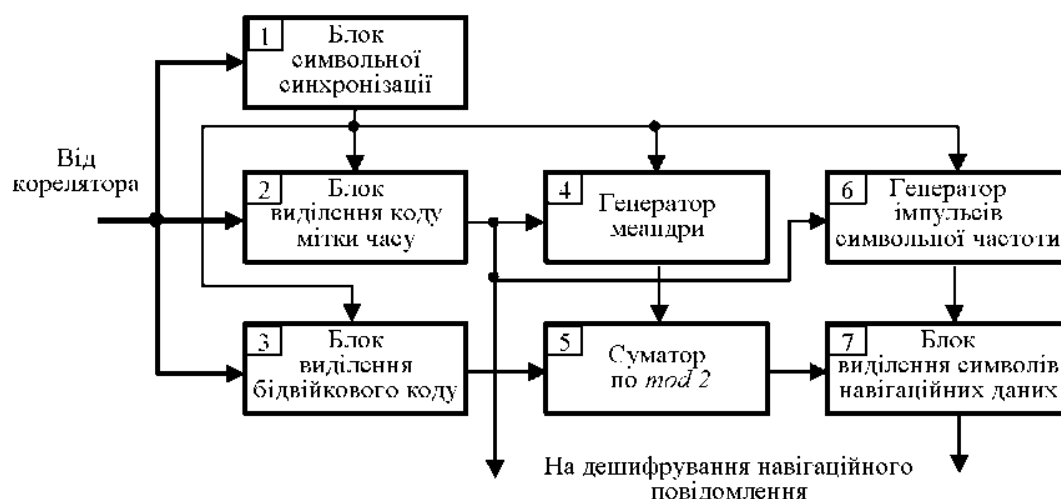 1 Блок
символьної
синхронізації
Від
корелятора
2 Блок
виділення коду
мітки часу
4 Генератор
меандри
6 Генератор
імпульсів
символьної частоти
3 Блок
виділення
бідвійкового коду
5 Суматор
по mod 2
7 Блок
виділення символів
навігаційних даних
На дешифрування навігаційного
повідомлення